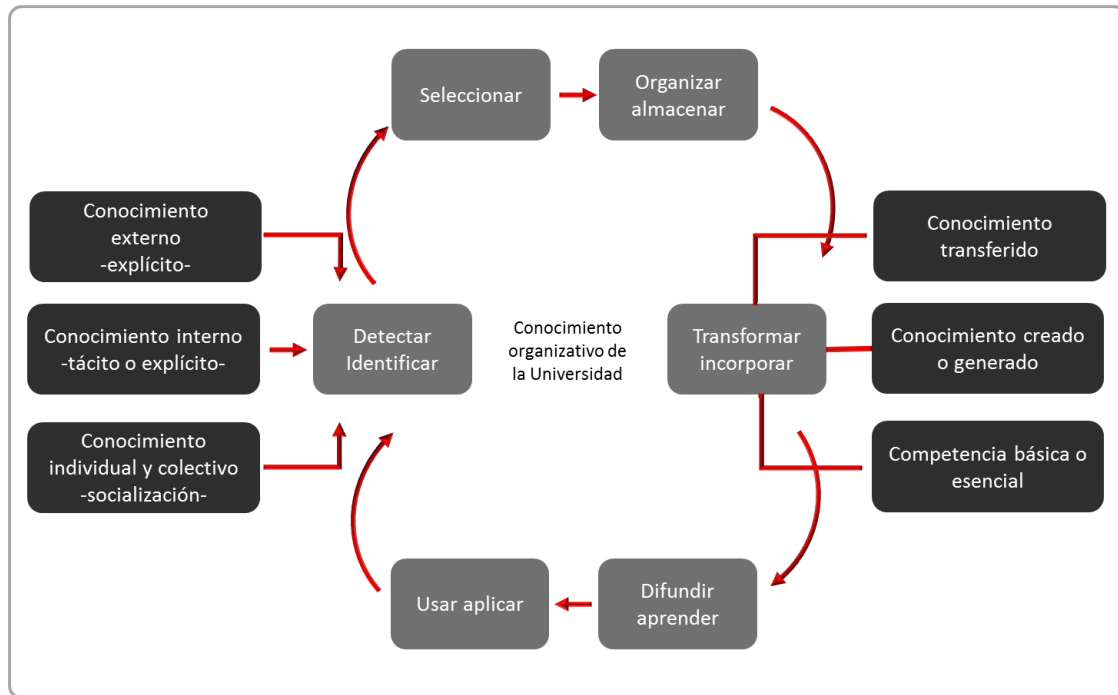 Seleccionar
Organizar
almacenar
Conocimiento
externo
-explícito-
Conocimiento
transferido
Conocimiento interno
-tácito o explícito-
Detectar
Identificar
Conocimiento
organizativo de
la Universidad
Transformar
incorporar
Conocimiento creado
o generado
Conocimiento
individual y colectivo
-socialización-
Competencia básica o
esencial
Usar aplicar
Difundir
aprender